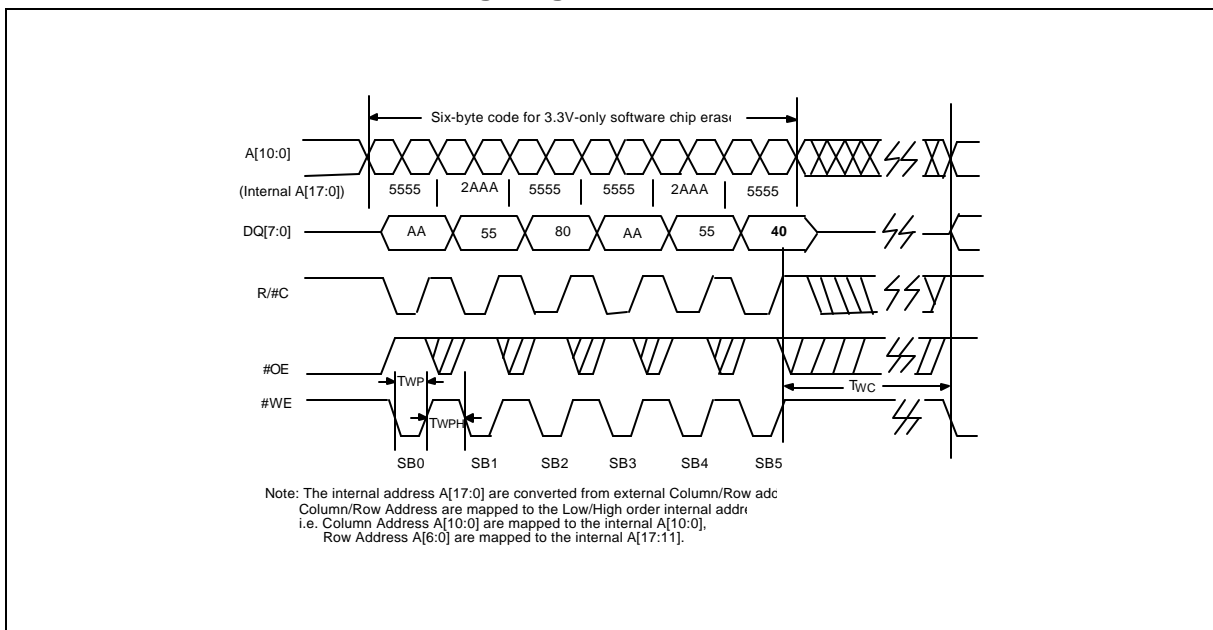 Six-byte code for 3.3V-only software chip erase
A[10:0]
(Internal A[17:0])
5555 2AAA 5555 5555 2AAA 5555
DQ[7:0]
AA 55 80 AA 55 40
R/#C
#OE
TWP
TWC
#WE
TWPH
SB0 SB1 SB2 SB3 SB4 SB5
Note: The internal address A[17:0] are converted from external Column/Row
Column/Row Address are mapped to the Low/High order internal
i.e. Column Address A[10:0] are mapped to the internal A[10:0],
Row Address A[6:0] are mapped to the internal A[17:11].